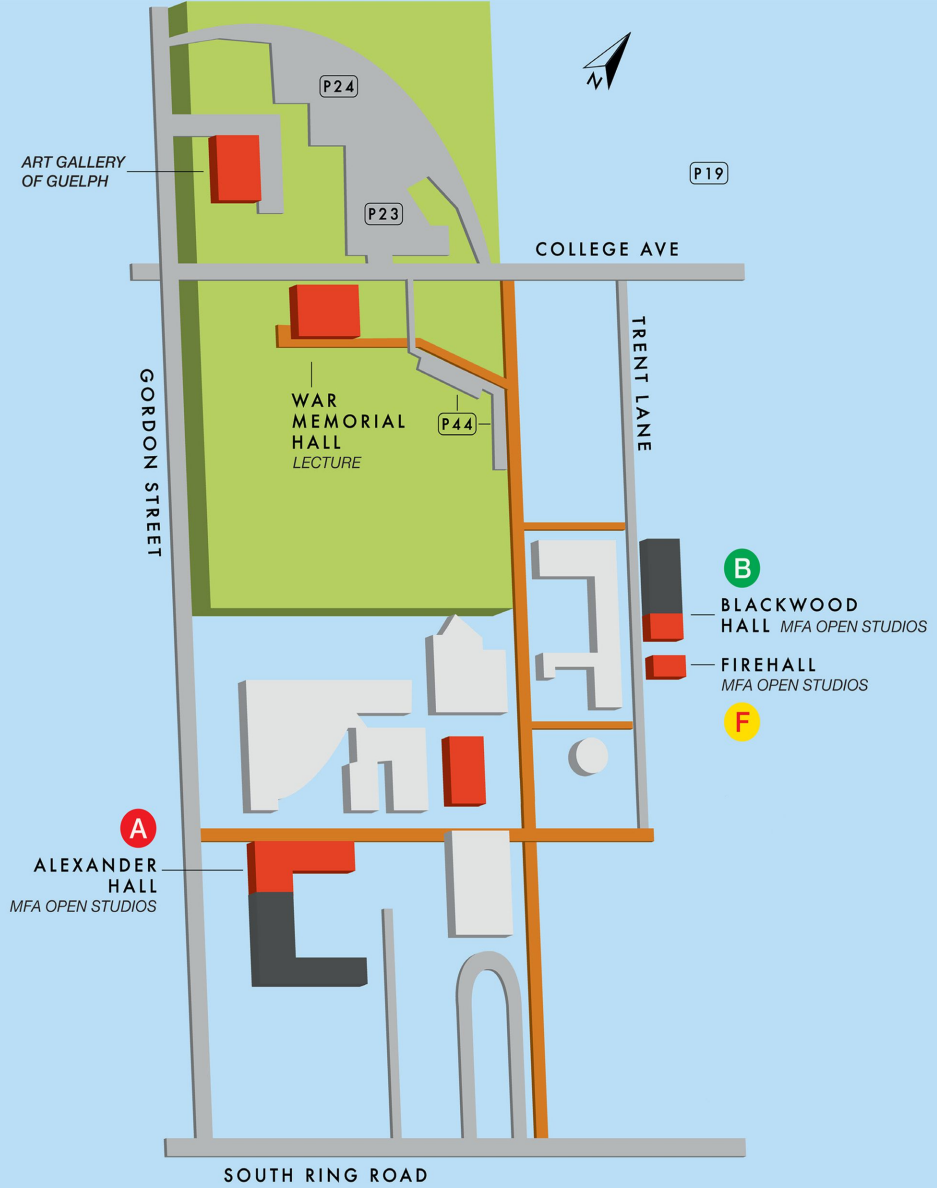 P24
N
ART GALLERY
OF GUELPH
P19
P23
COLLEGE AVE
TRENT LANE
GORDON STREET
WAR
MEMORIAL
HALL
LECTURE
P44
B
BLACKWOOD
HALL MFA OPEN STUDIOS
FIREHALL
MFA OPEN STUDIOS
F
A
ALEXANDER
HALL
MFA OPEN STUDIOS
SOUTH RING ROAD